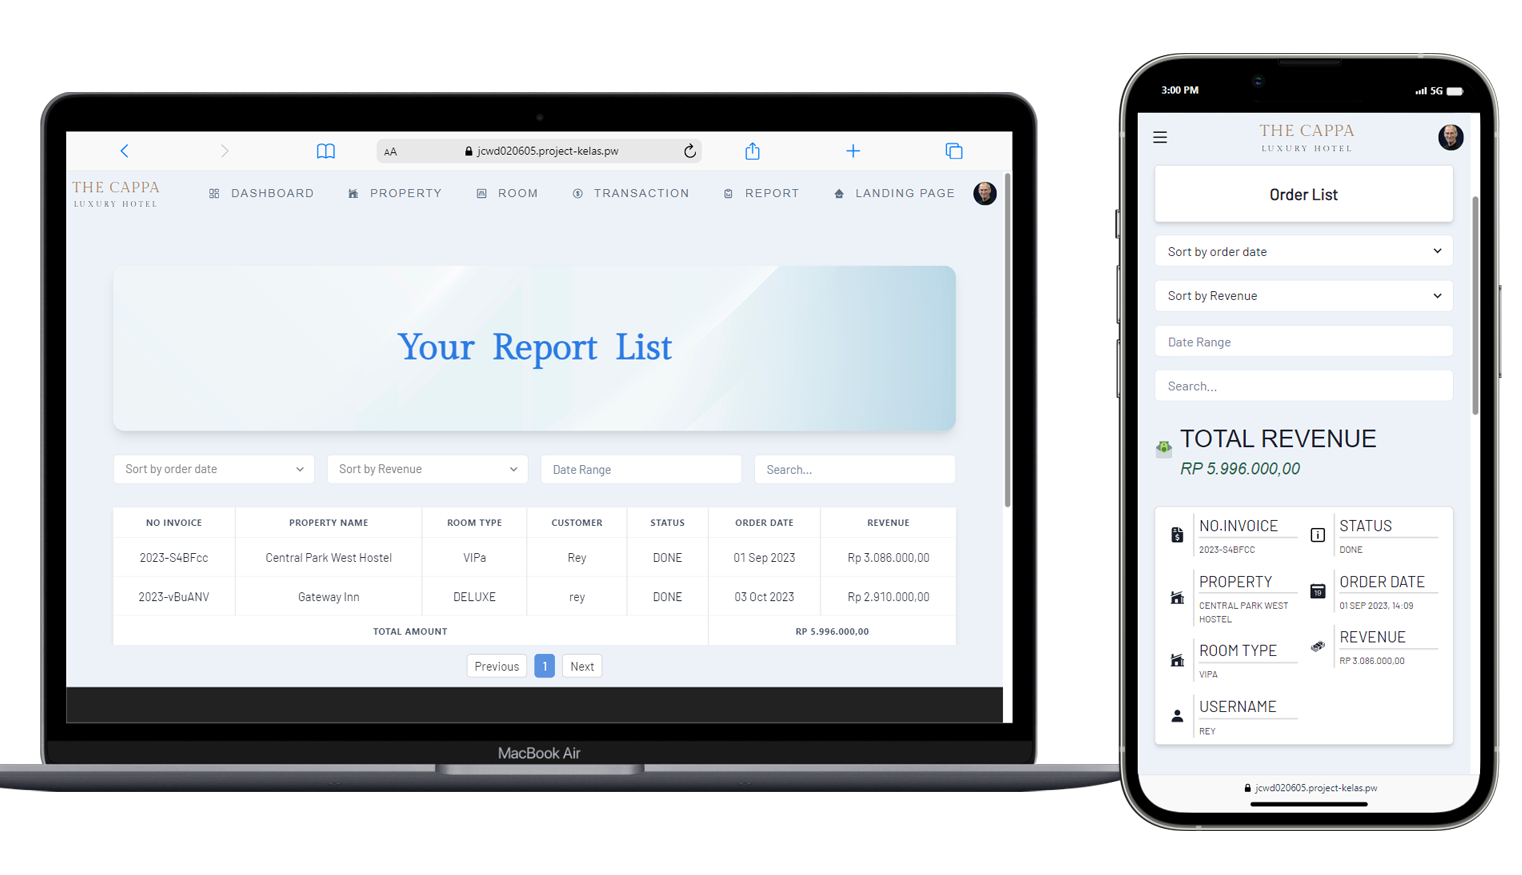 AA jcwd020605.project-kelas.pw
THE CAPPA
LUXURY HOTEL
DASHBOARD PROPERTY ROOM TRANSACTION REPORT LANDING PAGE
Your Report List
Sort by order date Sort by Revenue Date Range Search...
NO INVOICE PROPERTY NAME ROOM TYPE CUSTOMER STATUS ORDER DATE REVENUE
2023-S4BFcc Central Park West Hostel VIPa Rey DONE 01 Sep 2023 Rp 3.086.000,00
2023-vBuANV Gateway Inn DELUXE rey DONE 03 Oct 2023 Rp 2.910.000,00
TOTAL AMOUNT RP 5.996.000,00
Previous 1 Next
MacBook Air
3:00 PM 5G
THE CAPPA
LUXURY HOTEL
Order List
Sort by order date
Sort by Revenue
Date Range
Search...
TOTAL REVENUE
RP 5.996.000,00
NO.INVOICE
2023-S4BFCC
STATUS
DONE
PROPERTY
CENTRAL PARK WEST
HOSTEL
ORDER DATE
01 SEP 2023, 14:09
ROOM TYPE
VIPA
REVENUE
RP 3.086.000,00
USERNAME
REY
jcwd020605.project-kelas.pw